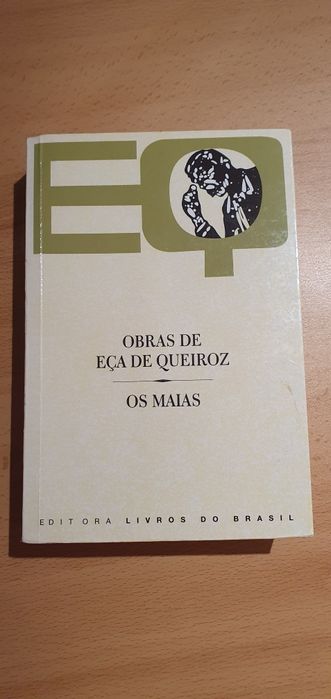 EQ
OBRAS DE
EÇA DE QUEIROZ
OS MAIAS
EDITORA LIVROS DO BRASIL